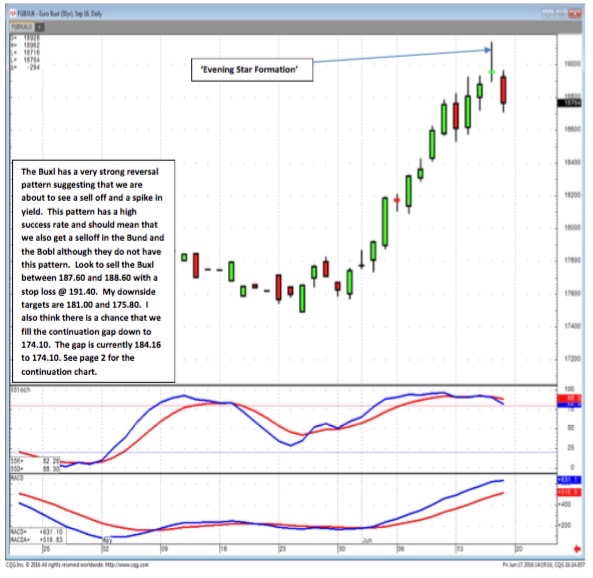 FGBXU6 - Euro Buxl (30yr), Sep 16, Daily
O= 18928
H= 18962
L= 18716
L= 18764
Δ= -294
'Evening Star Formation'
19000
18800
18764
18600
18400
18200
18000
17800
17600
17400
17200
The Buxl has a very strong reversal
pattern suggesting that we are
about to see a sell off and a spike in
yield. This pattern has a high
success rate and should mean that
we also get a selloff in the Bund and
the Bobl although they do not have
this pattern. Look to sell the Buxl
between 187.60 and 188.60 with a
stop loss @ 191.40. My downside
targets are 181.00 and 175.80. I
also think there is a chance that we
fill the continuation gap down to
174.10. The gap is currently 184.16
to 174.10. See page 2 for the
continuation chart.
SStoch
100
75
50
25
0
SSK= 82.28
SSD= 88.30
MACD
+631.1
+516.8
+400
+200
MACD= +631.10
MACDA= +516.83
25 02 09 16 23 30 06 13 20
May Jun
CQG Inc. © 2016 All rights reserved worldwide. http://www.cqg.com
Fri Jun 17 2016 14:19:16, CQG 16.14.857